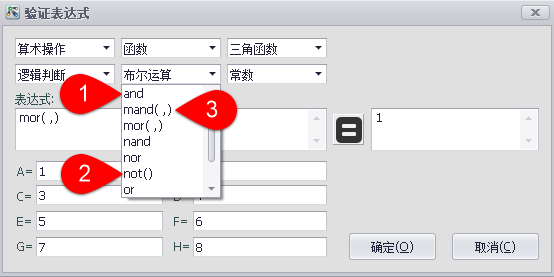 验证表达式
算术操作 函数 三角函数
逻辑判断 布尔运算 常数
1 and
表达式:
mand( ,) 3
mor( ,) mor( ,) 1
nand
nor
A= 1
2 not()
C= 3 or
E= 5 F= 6
G= 7 H= 8
确定(O) 取消(C)